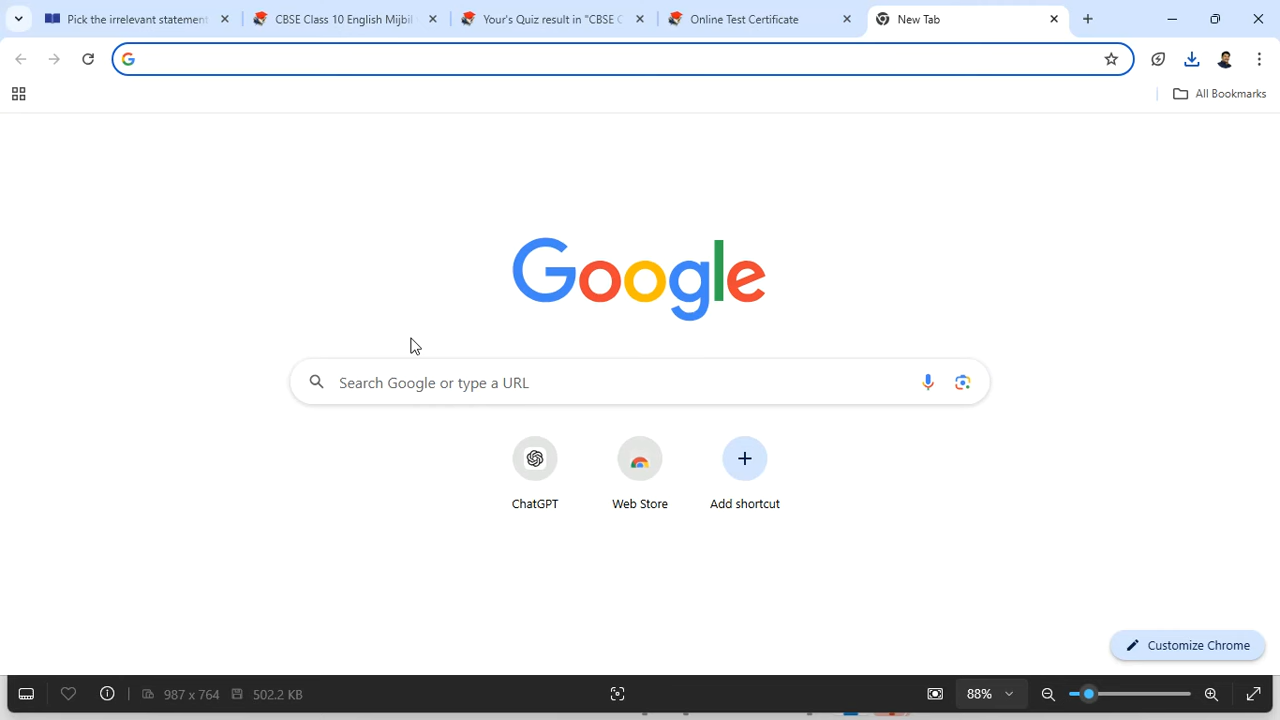 Pick the irrelevant statement
CBSE Class 10 English Mijbil
Your's Quiz result in "CBSE C
Online Test Certificate
New Tab
All Bookmarks
Google
Search Google or type a URL
ChatGPT
Web Store
Add shortcut
Customize Chrome
987 x 764
502.2 KB
88%